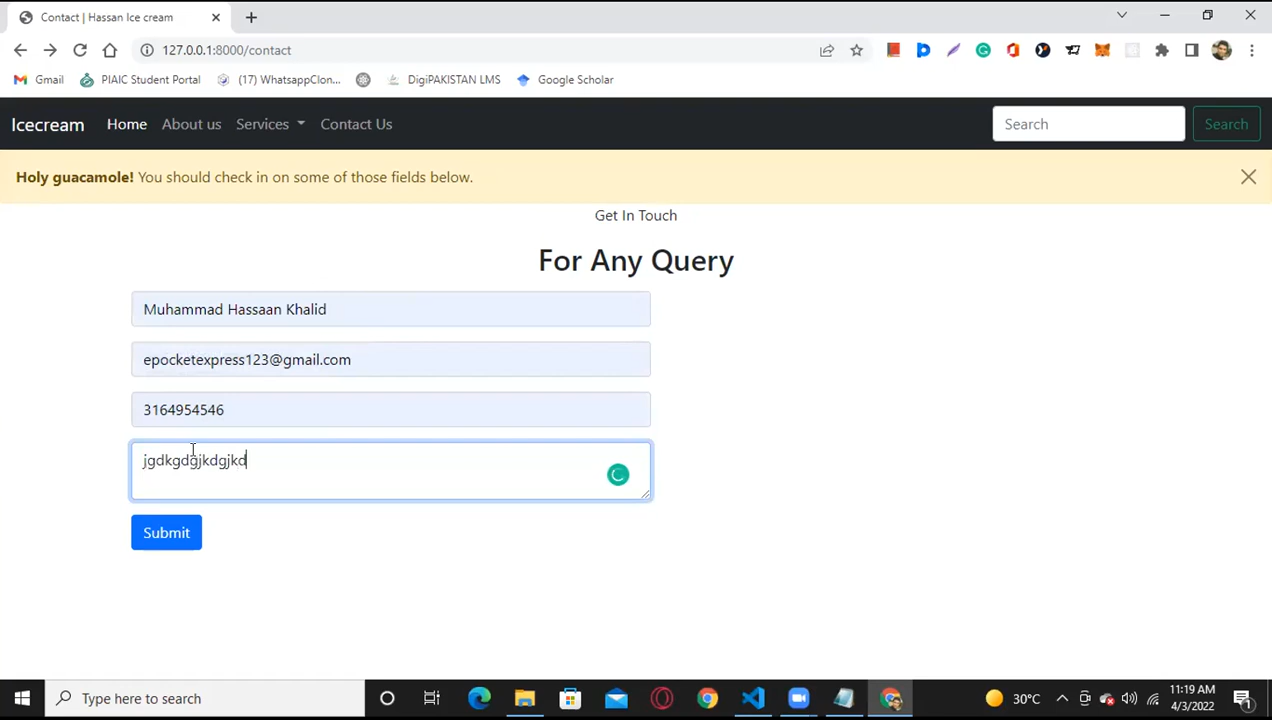 Contact | Hassan Ice cream
127.0.0.1:8000/contact
Gmail PIAIC Student Portal (17) WhatsappClon... DigiPAKISTAN LMS Google Scholar
Icecream Home About us Services Contact Us Search Search
Holy guacamole! You should check in on some of those fields below.
Get In Touch
For Any Query
Muhammad Hassaan Khalid
epocketexpress123@gmail.com
3164954546
jgdkgdgjkdgjkd
Submit
Type here to search 30°C 11:19 AM
4/3/2022 1